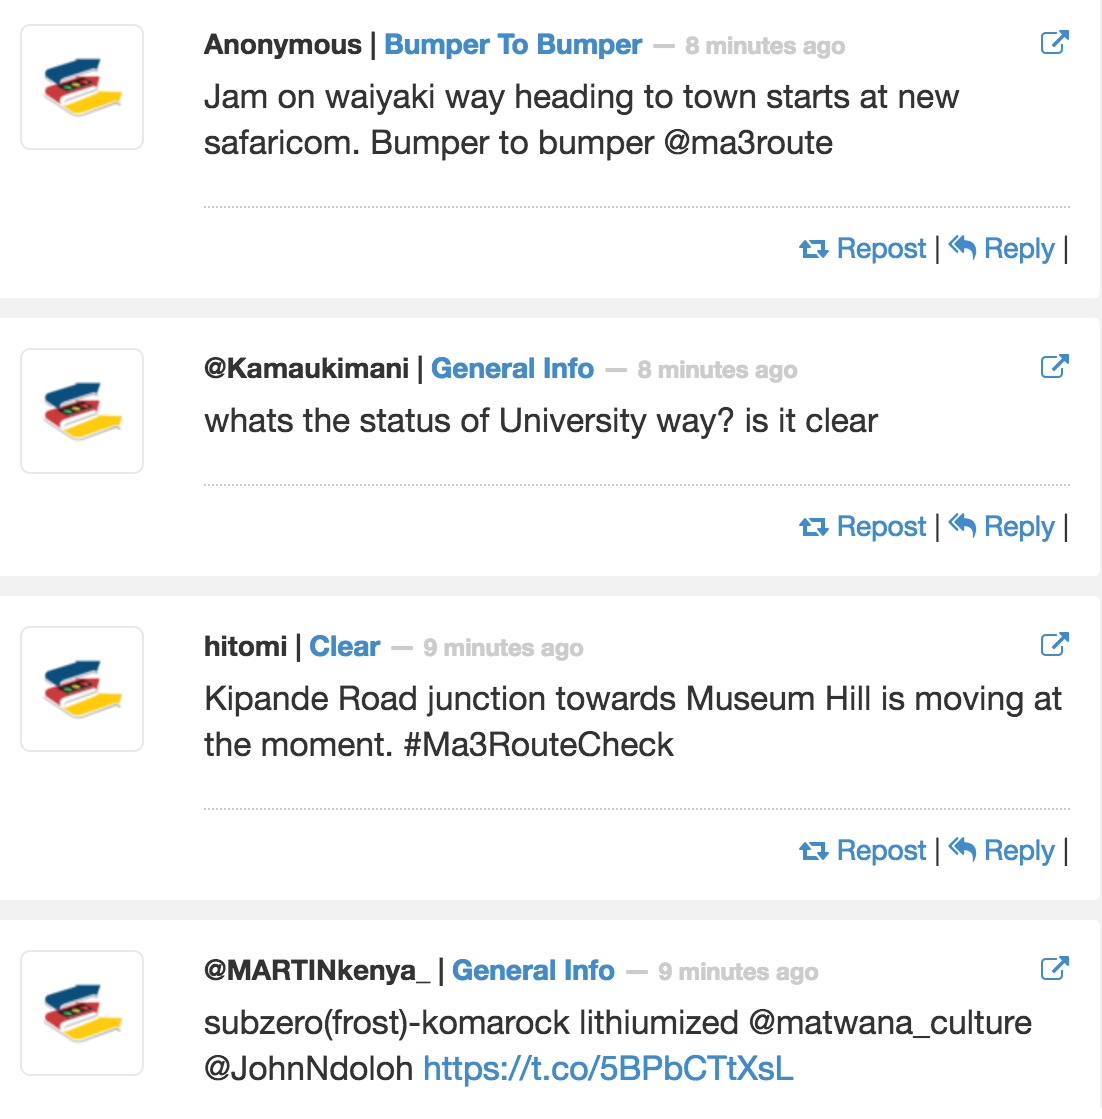 Anonymous | Bumper To Bumper — 8 minutes ago
Jam on waiyaki way heading to town starts at new
safaricom. Bumper to bumper @ma3route
Repost | Reply |
@Kamaukimani | General Info — 8 minutes ago
whats the status of University way? is it clear
Repost | Reply |
hitomi | Clear — 9 minutes ago
Kipande Road junction towards Museum Hill is moving at
the moment. #Ma3RouteCheck
Repost | Reply |
@MARTINkenya_ | General Info — 9 minutes ago
subzero(frost)-komarock lithiumized @matwana_culture
@JohnNdoloh https://t.co/5BPbCTtXsL